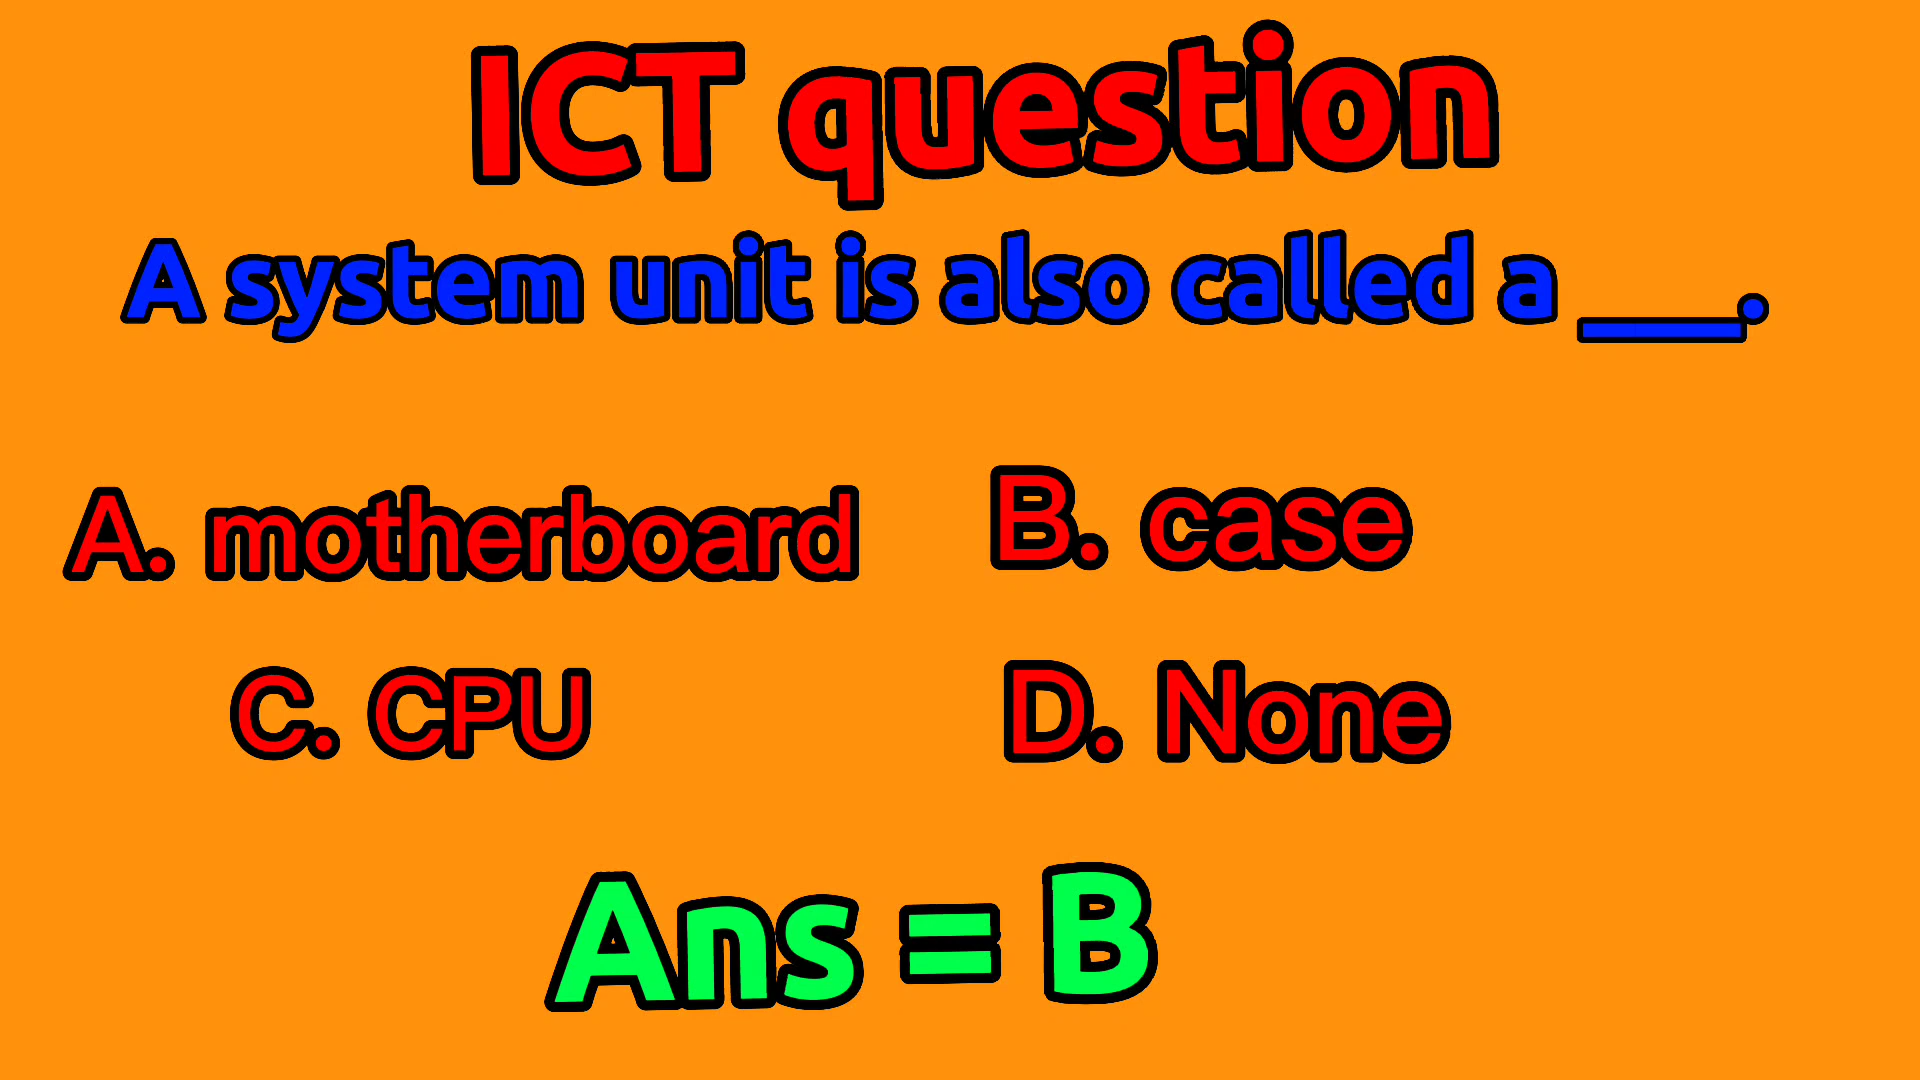 ICT question
A system unit is also called a ___.
A. motherboard B. case
C. CPU D. None
Ans = B